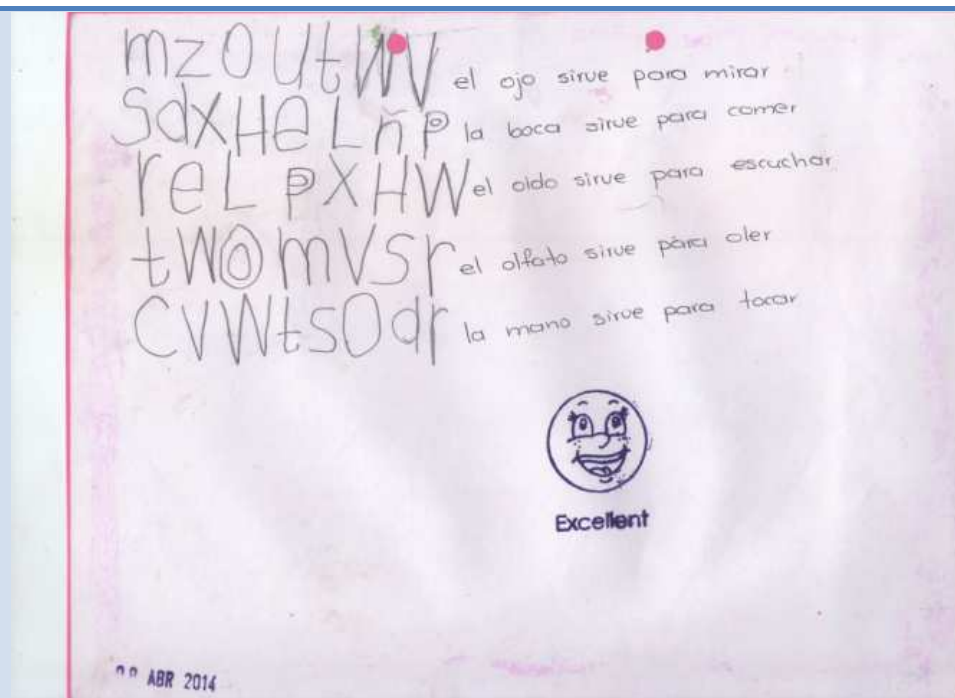 mzOUtWV el ojo sirve para mirar
SdXHeLñP la boca sirve para comer
reLPXHW el oido sirve para escuchar
tWOmVSr el olfato sirve para oler
CVWtsOdr la mano sirve para tocar
Excellent
ABR 2014